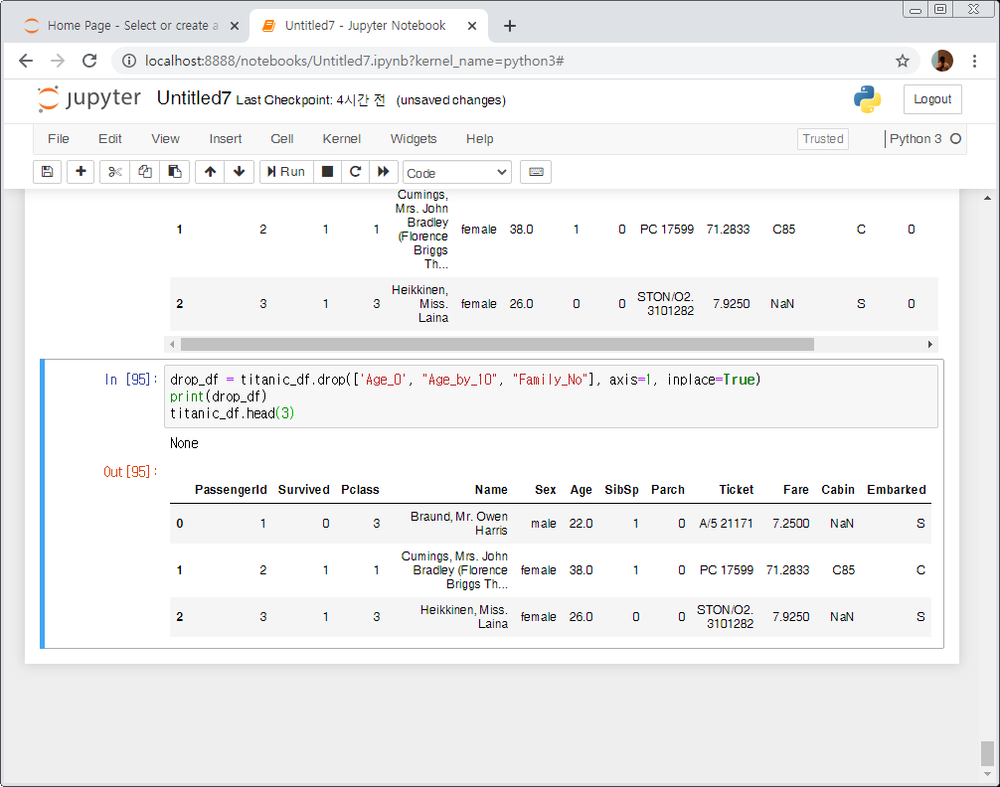 Home Page - Select or create a
Untitled7 - Jupyter Notebook
localhost:8888/notebooks/Untitled7.ipynb?kernel_name=python3#
jupyter Untitled7 Last Checkpoint: 4시간 전 (unsaved changes)
Logout
File Edit View Insert Cell Kernel Widgets Help Trusted Python 3
Run Code
Cumings,
Mrs. John
Bradley
1 2 1 1 (Florence female 38.0 1 0 PC 17599 71.2833 C85 C 0
Briggs
Th...
Heikkinen,
2 3 1 3 Miss. female 26.0 0 0 STON/O2. 7.9250 NaN S 0
Laina 3101282
In [95]: drop_df = titanic_df.drop(['Age_0', "Age_by_10", "Family_No"], axis=1, inplace=True)
print(drop_df)
titanic_df.head(3)
None
Out[95]:
PassengerId Survived Pclass Name Sex Age SibSp Parch Ticket Fare Cabin Embarked
0 1 0 3 Braund, Mr. Owen male 22.0 1 0 A/5 21171 7.2500 NaN S
Harris
Cumings, Mrs. John
1 2 1 1 Bradley (Florence female 38.0 1 0 PC 17599 71.2833 C85 C
Briggs Th...
2 3 1 3 Heikkinen, Miss. female 26.0 0 0 STON/O2. 7.9250 NaN S
Laina 3101282